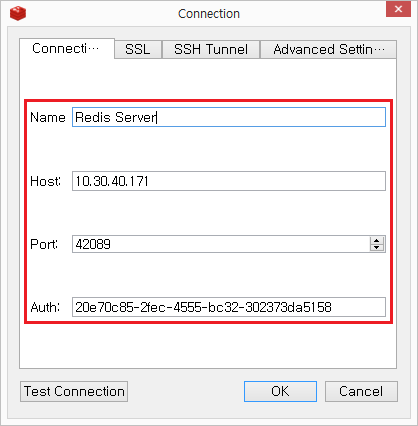 Connection
Connecti⋯ SSL SSH Tunnel Advanced Settin⋯
Name Redis Server
Host: 10.30.40.171
Port: 42089
Auth: 20e70c85-2fec-4555-bc32-302373da5158
Test Connection OK Cancel